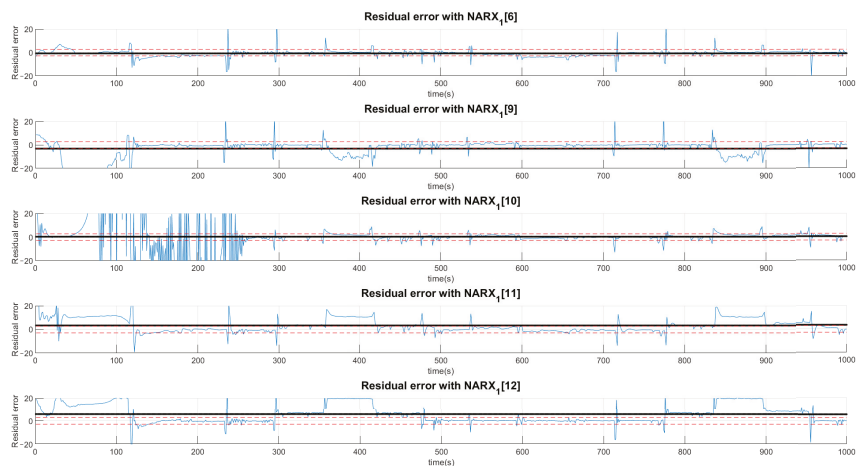 Residual error with NARX1[6]
Residual error
20
0
-20
0 100 200 300 400 500 600 700 800 900 1000
time(s)
Residual error with NARX1[9]
Residual error
20
0
-20
0 100 200 300 400 500 600 700 800 900 1000
time(s)
Residual error with NARX1[10]
Residual error
20
0
-20
0 100 200 300 400 500 600 700 800 900 1000
time(s)
Residual error with NARX1[11]
Residual error
20
0
-20
0 100 200 300 400 500 600 700 800 900 1000
time(s)
Residual error with NARX1[12]
Residual error
20
0
-20
0 100 200 300 400 500 600 700 800 900 1000
time(s)